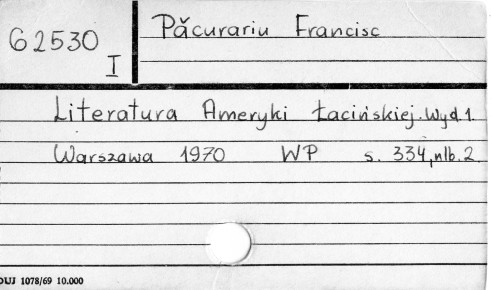 62530
I
Păcurariu Francisc
Literatura Ameryki Łacińskiej. Wyd. 1.
Warszawa 1970 WP s. 334, nlb. 2.
DUJ 1078/69 10.000